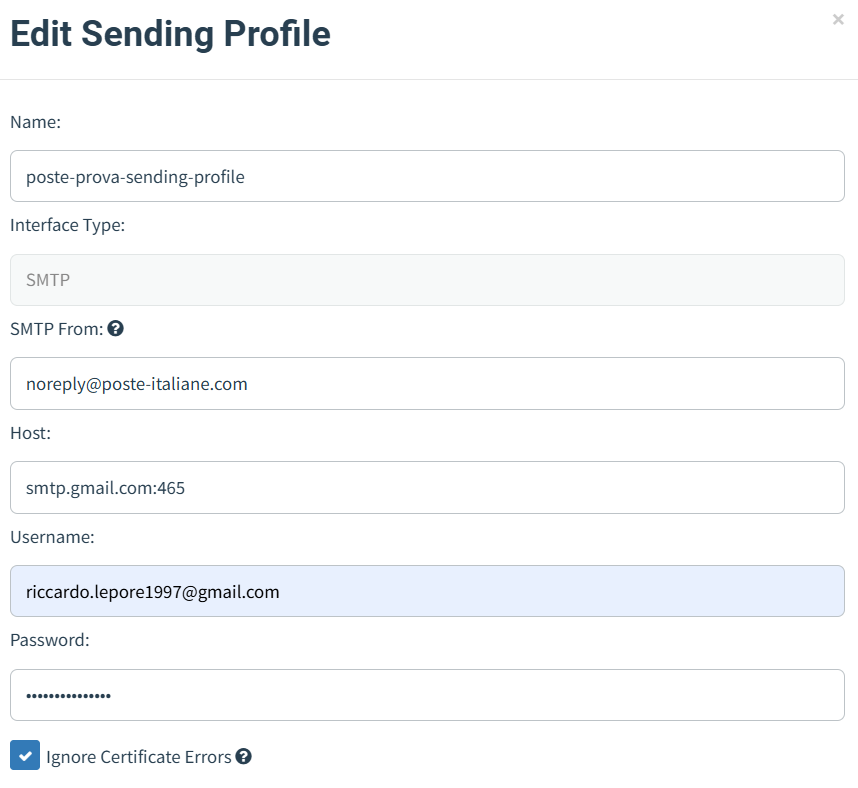 Edit Sending Profile
×
Name:
poste-prova-sending-profile
Interface Type:
SMTP
SMTP From: ?
noreply@poste-italiane.com
Host:
smtp.gmail.com:465
Username:
riccardo.lepore1997@gmail.com
Password:
•••••••••••••••
Ignore Certificate Errors ?